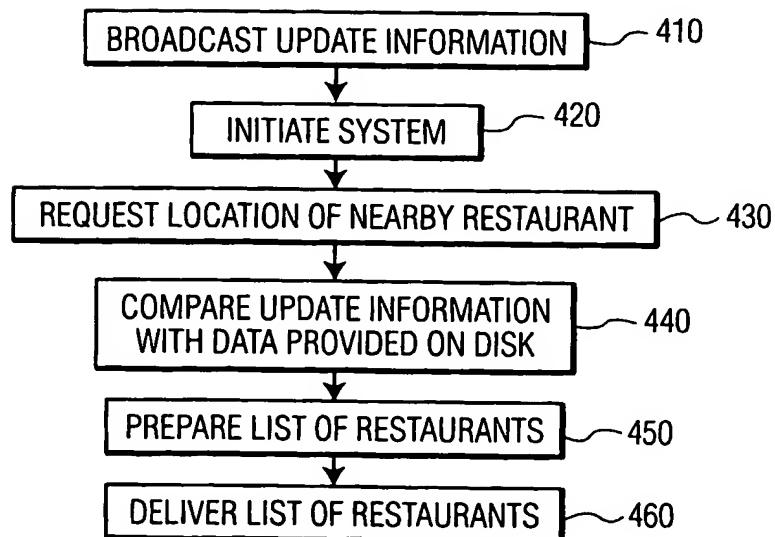 BROADCAST UPDATE INFORMATION 410
INITIATE SYSTEM 420
REQUEST LOCATION OF NEARBY RESTAURANT 430
COMPARE UPDATE INFORMATION
WITH DATA PROVIDED ON DISK 440
PREPARE LIST OF RESTAURANTS 450
DELIVER LIST OF RESTAURANTS 460